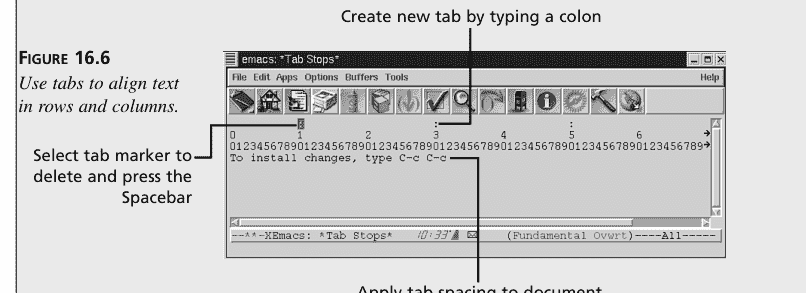 Create new tab by typing a colon
FIGURE 16.6
Use tabs to align text
in rows and columns.
emacs: *Tab Stops*
File Edit Apps Options Buffers Tools Help
: : :
0 1 2 3 4 5 6
0123456789012345678901234567890123456789012345678901234567890123456789
To install changes, type C-c C-c
Select tab marker to
delete and press the
Spacebar
--**-XEmacs: *Tab Stops* 10:33 (Fundamental Ovwrt)----All-----
Apply tab spacing to document